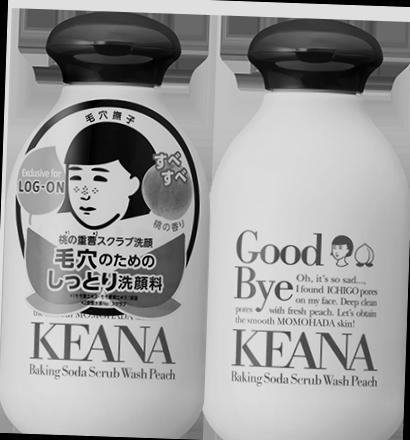 毛穴撫子
Exclusive for
LOG-ON
すべ
すべ
桃の香り
桃の重曹スクラブ洗顔
毛穴のための
しっとり洗顔料
KEANA
Baking Soda Scrub Wash Peach
Good
Bye
Oh, it's so sad....
I found ICHIGO pores
on my face. Deep clean
pores with fresh peach. Let's obtain
the smooth MOMOHADA skin!
KEANA
Baking Soda Scrub Wash Peach